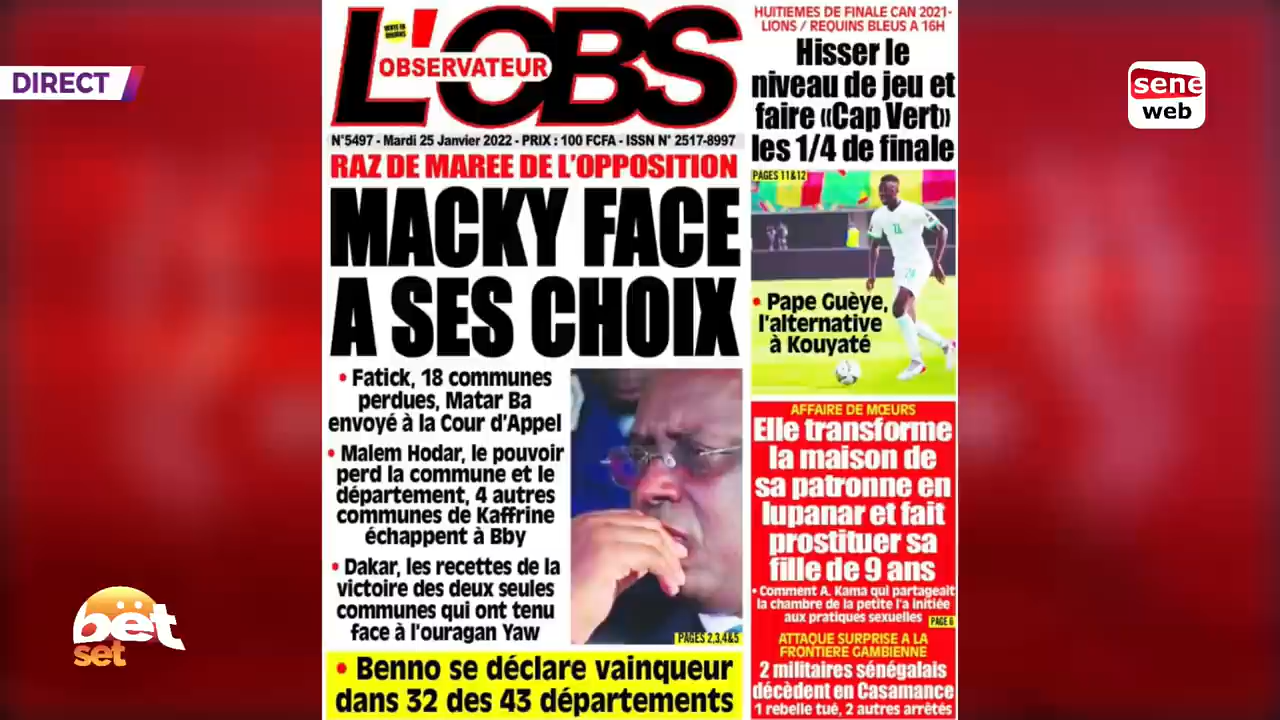 DIRECT
sene
web
VENTE EN
L'OBS
OBSERVATEUR
N°5497 - Mardi 25 Janvier 2022 - PRIX : 100 FCFA - ISSN N° 2517-8997
RAZ DE MAREE DE L'OPPOSITION
MACKY FACE
A SES CHOIX
• Fatick, 18 communes
perdues, Matar Ba
envoyé à la Cour d'Appel
• Malem Hodar, le pouvoir
perd la commune et le
département, 4 autres
communes de Kaffrine
échappent à Bby
• Dakar, les recettes de la
victoire des deux seules
communes qui ont tenu
face à l'ouragan Yaw
PAGES 2,3,4&5
• Benno se déclare vainqueur
dans 32 des 43 départements
HUITIEMES DE FINALE CAN 2021-
LIONS / REQUINS BLEUS A 16H
Hisser le
niveau de jeu et
faire «Cap Vert»
les 1/4 de finale
PAGES 11&12
• Pape Guèye,
l'alternative
à Kouyaté
AFFAIRE DE MŒURS
Elle transforme
la maison de
sa patronne en
lupanar et fait
prostituer sa
fille de 9 ans
• Comment A. Kama qui partageait
la chambre de la petite l'a initiée
aux pratiques sexuelles
PAGE 6
ATTAQUE SURPRISE A LA
FRONTIERE GAMBIENNE
2 militaires sénégalais
décèdent en Casamance
1 rebelle tué, 2 autres arrêtés
bet
set